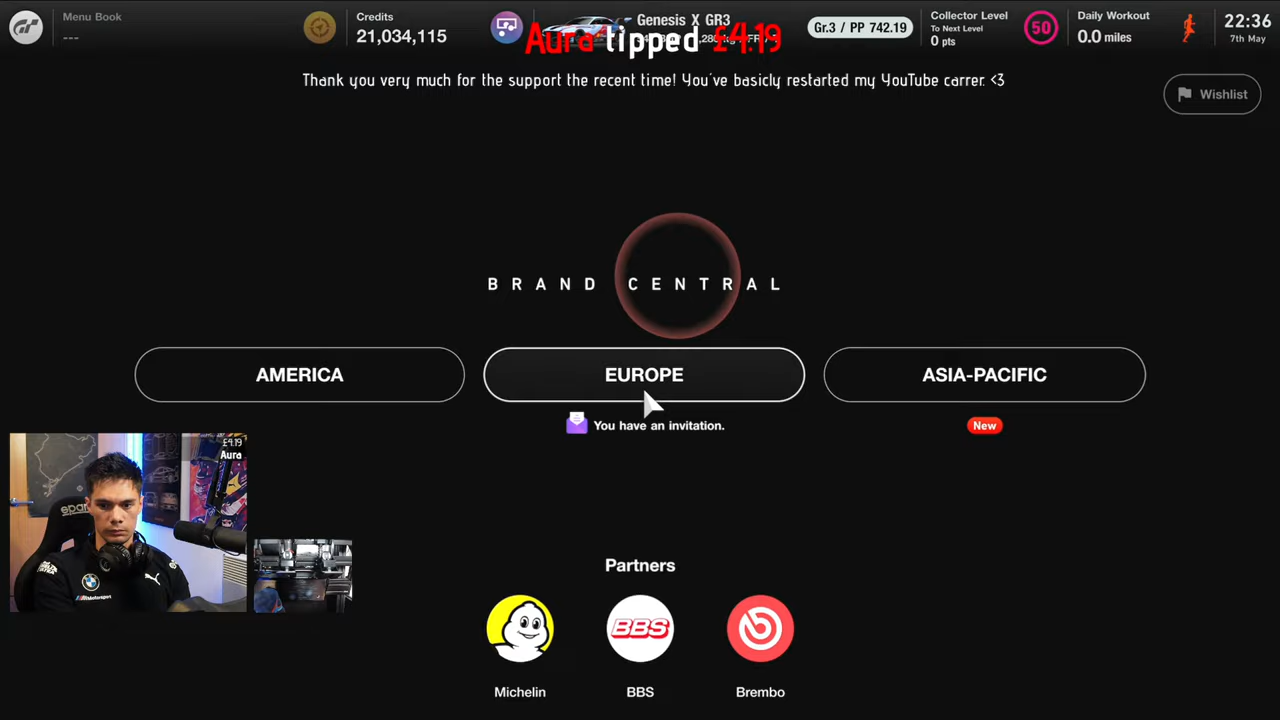 Menu Book
---
Credits
21,034,115
Genesis X GR3
Gr.3 / PP 742.19
Collector Level
To Next Level
0 pts
50
Daily Workout
0.0 miles
22:36
7th May
Aura tipped £4.19
Thank you very much for the support the recent time! You've basicly restarted my YouTube carrer. <3
Wishlist
BRAND CENTRAL
AMERICA
EUROPE
ASIA-PACIFIC
You have an invitation.
New
£4.19
Aura
Partners
BBS
Michelin
BBS
Brembo